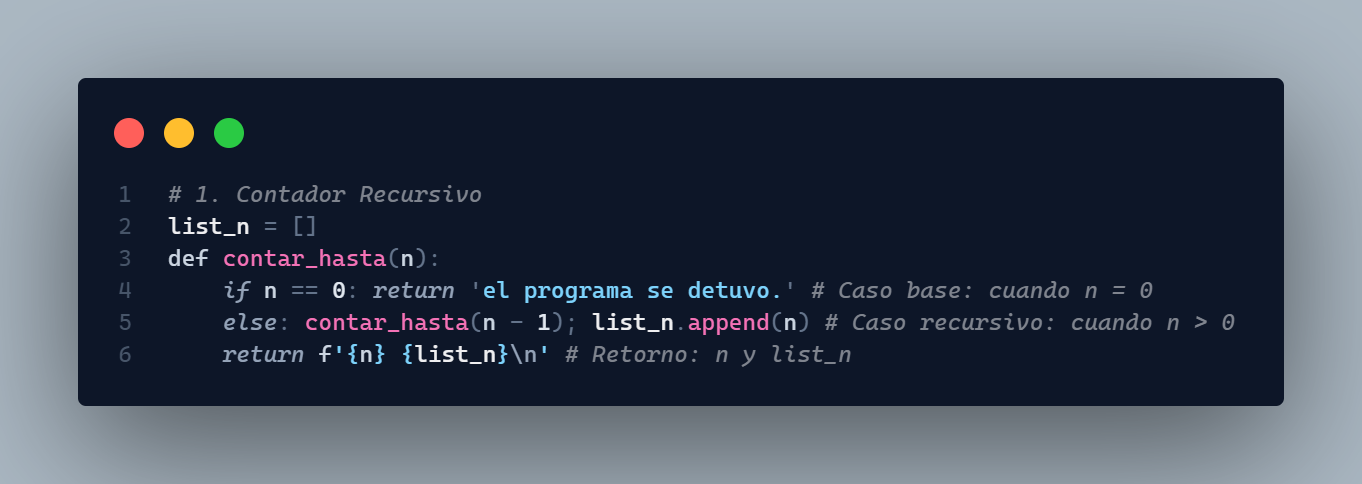 1 # 1. Contador Recursivo
2 list_n = []
3 def contar_hasta(n):
4     if n == 0: return 'el programa se detuvo.' # Caso base: cuando n = 0
5     else: contar_hasta(n - 1); list_n.append(n) # Caso recursivo: cuando n > 0
6     return f'{n} {list_n}\n' # Retorno: n y list_n